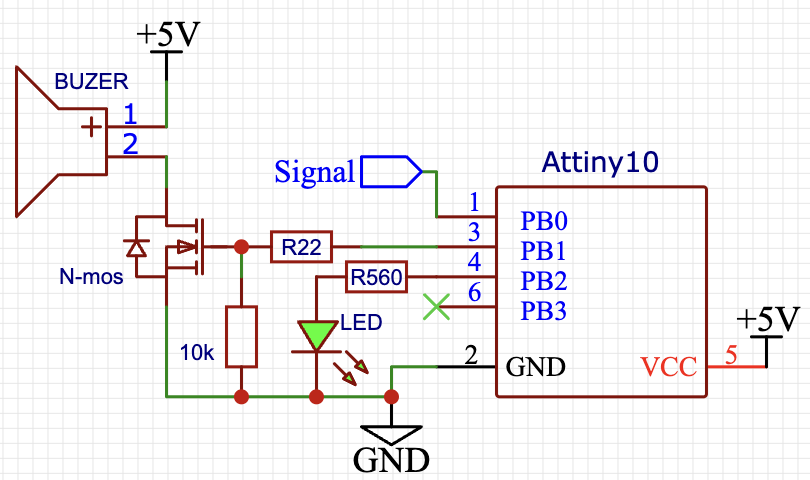 +5V
BUZER
+
1
2
Signal
Attiny10
1
PB0
3
PB1
R22
4
PB2
N-mos
R560
6
PB3
+5V
LED
10k
2
GND
VCC
5
GND